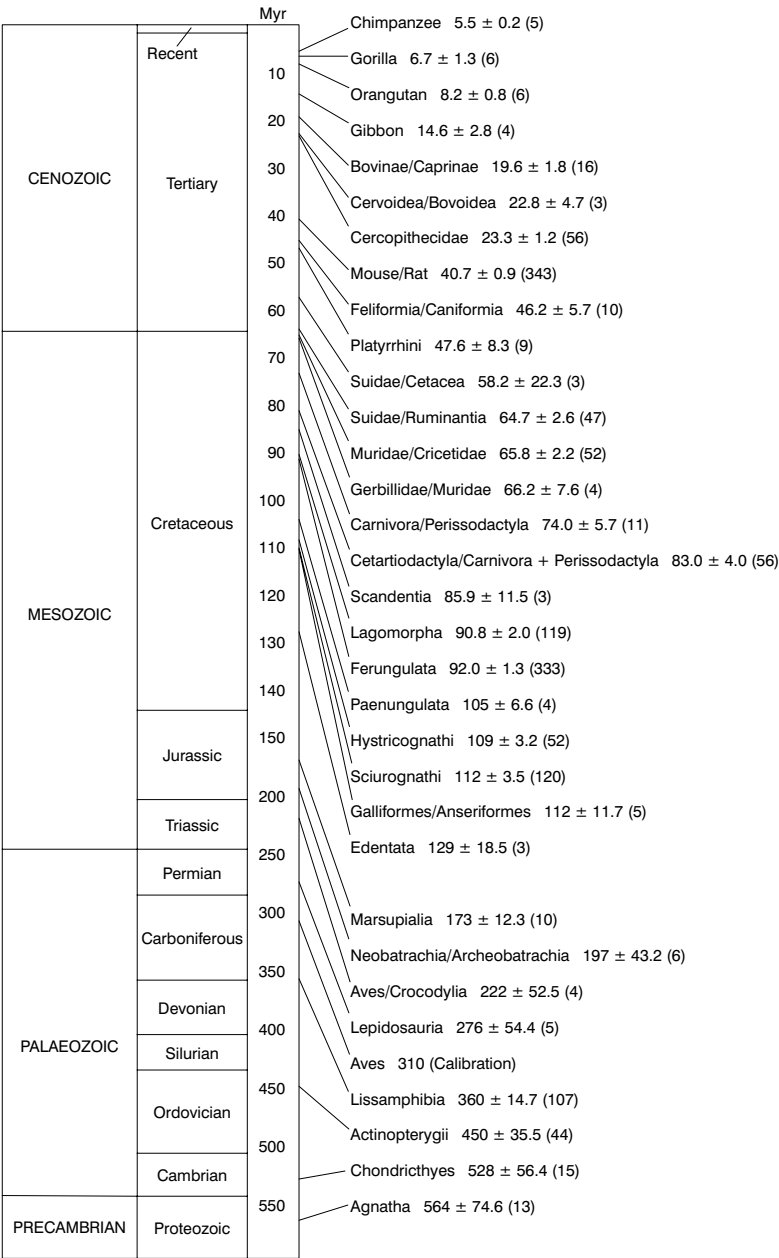 Myr
Recent
CENOZOIC
Tertiary
MESOZOIC
Cretaceous
Jurassic
Triassic
PALAEOZOIC
Permian
Carboniferous
Devonian
Silurian
Ordovician
Cambrian
PRECAMBRIAN
Proteozoic
10
20
30
40
50
60
70
80
90
100
110
120
130
140
150
200
250
300
350
400
450
500
550
Chimpanzee 5.5 ± 0.2 (5)
Gorilla 6.7 ± 1.3 (6)
Orangutan 8.2 ± 0.8 (6)
Gibbon 14.6 ± 2.8 (4)
Bovinae/Caprinae 19.6 ± 1.8 (16)
Cervoidea/Bovoidea 22.8 ± 4.7 (3)
Cercopithecidae 23.3 ± 1.2 (56)
Mouse/Rat 40.7 ± 0.9 (343)
Feliformia/Caniformia 46.2 ± 5.7 (10)
Platyrrhini 47.6 ± 8.3 (9)
Suidae/Cetacea 58.2 ± 22.3 (3)
Suidae/Ruminantia 64.7 ± 2.6 (47)
Muridae/Cricetidae 65.8 ± 2.2 (52)
Gerbillidae/Muridae 66.2 ± 7.6 (4)
Carnivora/Perissodactyla 74.0 ± 5.7 (11)
Cetartiodactyla/Carnivora + Perissodactyla 83.0 ± 4.0 (56)
Scandentia 85.9 ± 11.5 (3)
Lagomorpha 90.8 ± 2.0 (119)
Ferungulata 92.0 ± 1.3 (333)
Paenungulata 105 ± 6.6 (4)
Hystricognathi 109 ± 3.2 (52)
Sciurognathi 112 ± 3.5 (120)
Galliformes/Anseriformes 112 ± 11.7 (5)
Edentata 129 ± 18.5 (3)
Marsupialia 173 ± 12.3 (10)
Neobatrachia/Archeobatrachia 197 ± 43.2 (6)
Aves/Crocodylia 222 ± 52.5 (4)
Lepidosauria 276 ± 54.4 (5)
Aves 310 (Calibration)
Lissamphibia 360 ± 14.7 (107)
Actinopterygii 450 ± 35.5 (44)
Chondricthyes 528 ± 56.4 (15)
Agnatha 564 ± 74.6 (13)